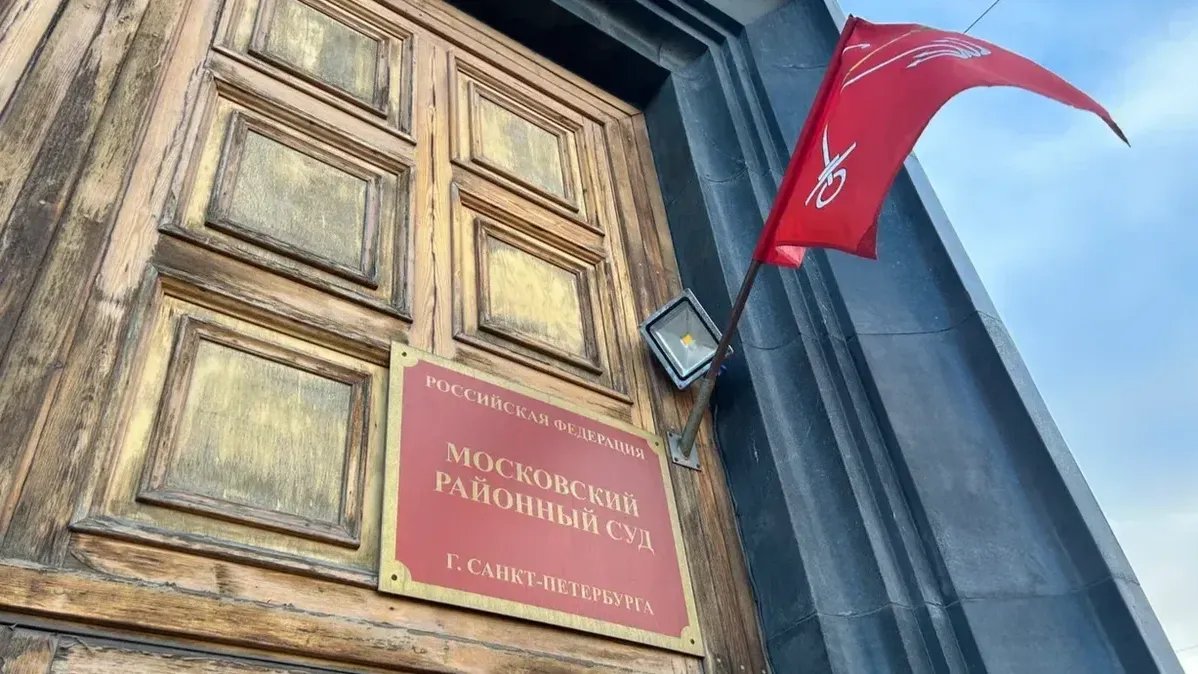 РОССИЙСКАЯ ФЕДЕРАЦИЯ
МОСКОВСКИЙ
РАЙОННЫЙ СУД
Г. САНКТ-ПЕТЕРБУРГА